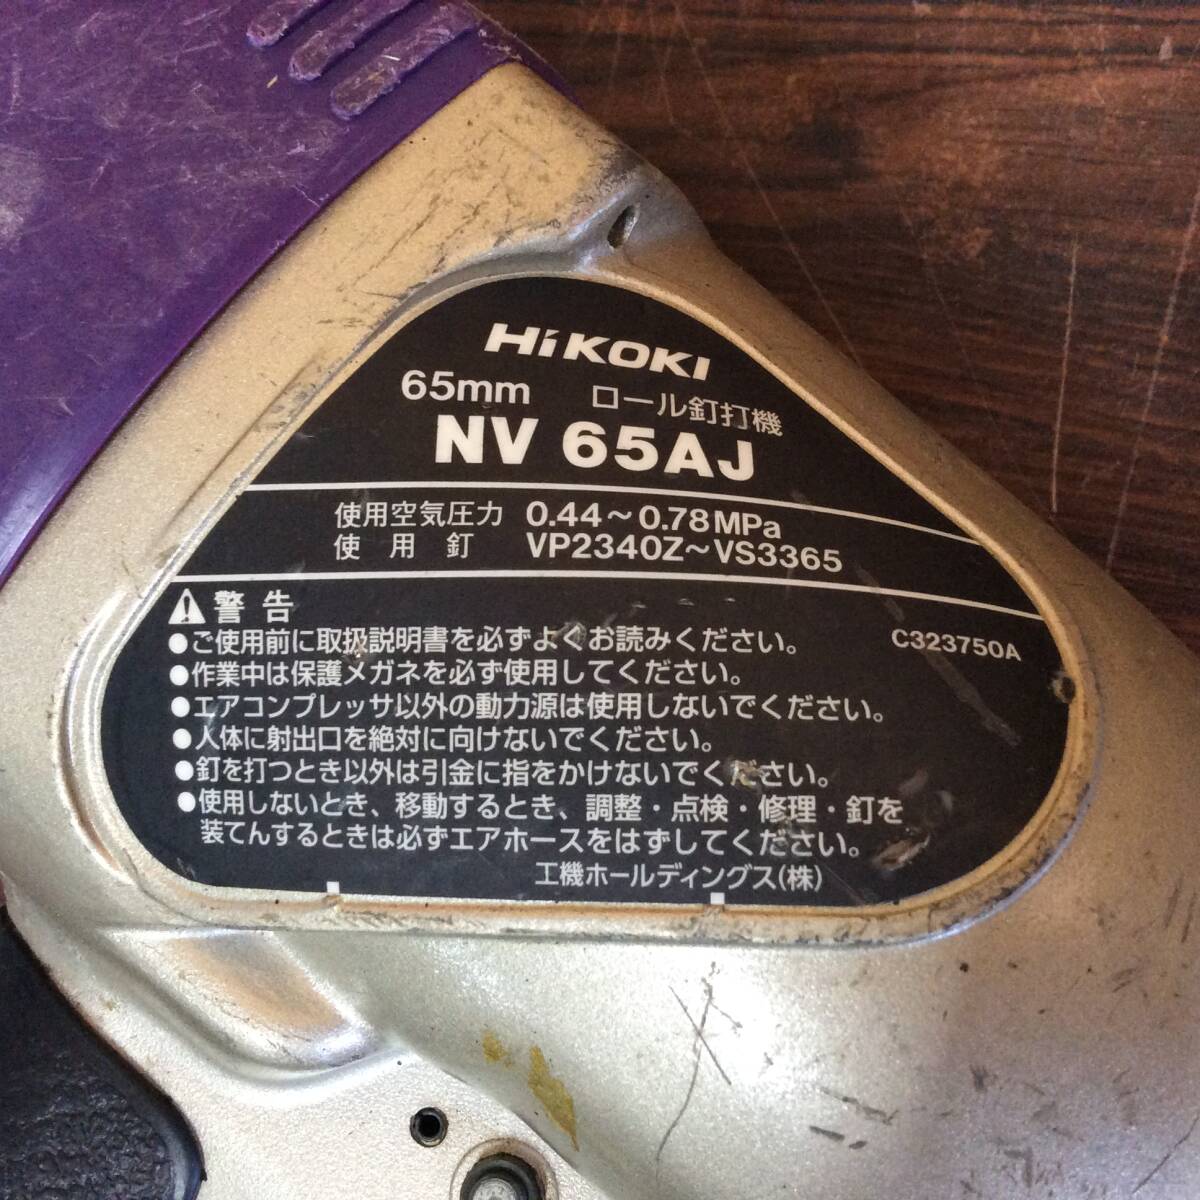 HiKOKI
65mm ロール釘打機
NV 65AJ
使用空気圧力 0.44～0.78MPa
使用釘 VP2340Z～VS3365
警告
●ご使用前に取扱説明書を必ずよくお読みください。 C323750A
●作業中は保護メガネを必ず使用してください。
●エアコンプレッサ以外の動力源は使用しないでください。
●人体に射出口を絶対に向けないでください。
●釘を打つとき以外は引金に指をかけないでください。
●使用しないとき、移動するとき、調整・点検・修理・釘を
装てんするときは必ずエアホースをはずしてください。
工機ホールディングス(株)